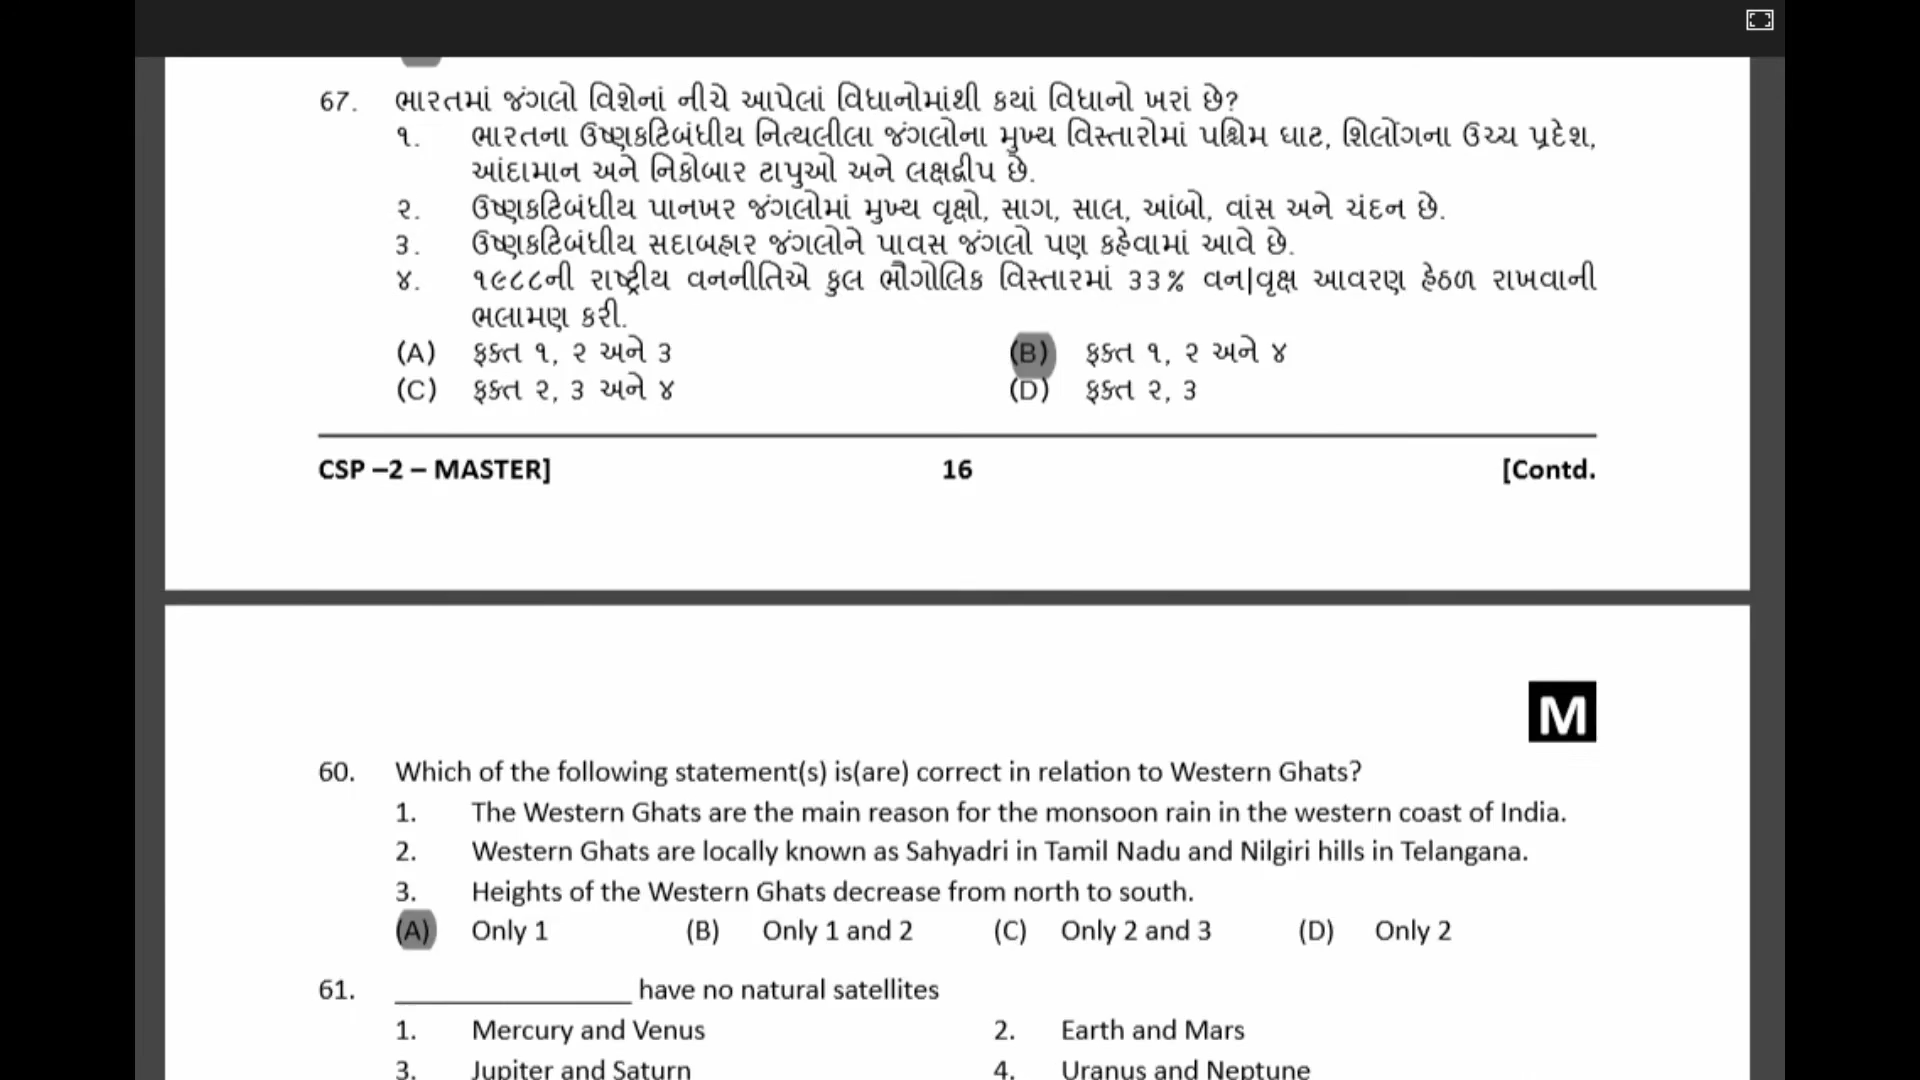 67. ભારતમાં જંગલો વિશેનાં નીચે આપેલાં વિધાનોમાંથી કયાં વિધાનો ખરાં છે?
૧. ભારતના ઉષ્ણકટિબંધીય નિત્યલીલા જંગલોના મુખ્ય વિસ્તારોમાં પશ્ચિમ ઘાટ, શિલોંગના ઉચ્ચ પ્રદેશ,
આંદામાન અને નિકોબાર ટાપુઓ અને લક્ષદ્વીપ છે.
૨. ઉષ્ણકટિબંધીય પાનખર જંગલોમાં મુખ્ય વૃક્ષો, સાગ, સાલ, આંબો, વાંસ અને ચંદન છે.
૩. ઉષ્ણકટિબંધીય સદાબહાર જંગલોને પાવસ જંગલો પણ કહેવામાં આવે છે.
૪. ૧૯૮૮ની રાષ્ટ્રીય વનનીતિએ કુલ ભૌગોલિક વિસ્તારમાં ૩૩% વન|વૃક્ષ આવરણ હેઠળ રાખવાની
ભલામણ કરી.
(A) ફક્ત ૧, ૨ અને ૩ (B) ફક્ત ૧, ૨ અને ૪
(C) ફક્ત ૨, ૩ અને ૪ (D) ફક્ત ૨, ૩
CSP –2 – MASTER] 16 [Contd.
M
60. Which of the following statement(s) is(are) correct in relation to Western Ghats?
1. The Western Ghats are the main reason for the monsoon rain in the western coast of India.
2. Western Ghats are locally known as Sahyadri in Tamil Nadu and Nilgiri hills in Telangana.
3. Heights of the Western Ghats decrease from north to south.
(A) Only 1 (B) Only 1 and 2 (C) Only 2 and 3 (D) Only 2
61. ________________ have no natural satellites
1. Mercury and Venus 2. Earth and Mars
3. Jupiter and Saturn 4. Uranus and Neptune